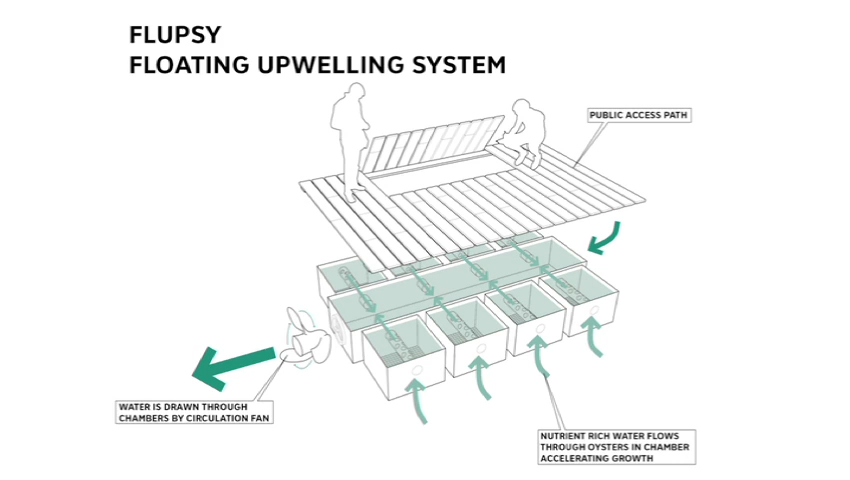 FLUPSY
FLOATING UPWELLING SYSTEM
PUBLIC ACCESS PATH
WATER IS DRAWN THROUGH
CHAMBERS BY CIRCULATION FAN
NUTRIENT RICH WATER FLOWS
THROUGH OYSTERS IN CHAMBER
ACCELERATING GROWTH